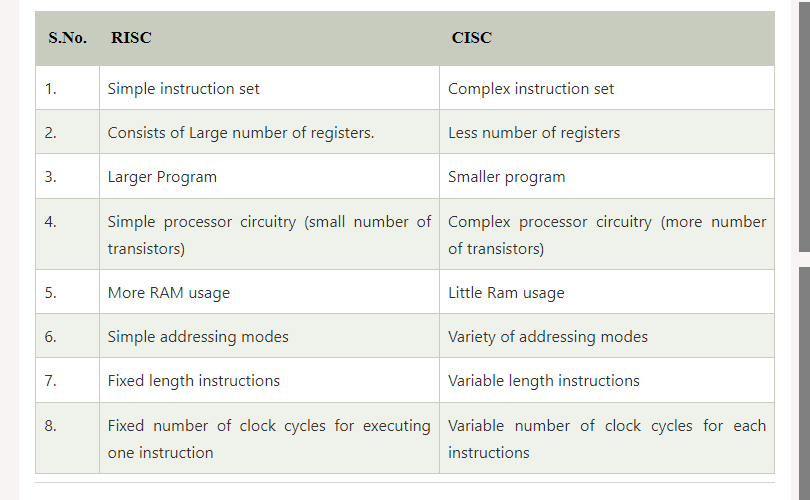 S.No. RISC CISC
1. Simple instruction set Complex instruction set
2. Consists of Large number of registers. Less number of registers
3. Larger Program Smaller program
4. Simple processor circuitry (small number of Complex processor circuitry (more number
transistors) of transistors)
5. More RAM usage Little Ram usage
6. Simple addressing modes Variety of addressing modes
7. Fixed length instructions Variable length instructions
8. Fixed number of clock cycles for executing Variable number of clock cycles for each
one instruction instructions